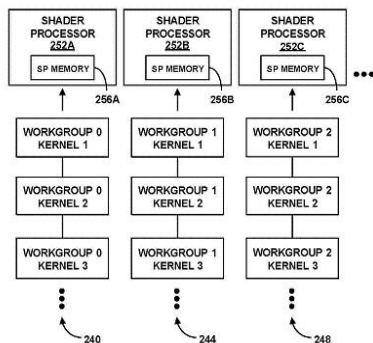 SHADER PROCESSOR 252A
SP MEMORY
256A
SHADER PROCESSOR 252B
SP MEMORY
256B
SHADER PROCESSOR 252C
SP MEMORY
256C
WORKGROUP 0 KERNEL 1
WORKGROUP 1 KERNEL 1
WORKGROUP 2 KERNEL 1
WORKGROUP 0 KERNEL 2
WORKGROUP 1 KERNEL 2
WORKGROUP 2 KERNEL 2
WORKGROUP 0 KERNEL 3
WORKGROUP 1 KERNEL 3
WORKGROUP 2 KERNEL 3
240
244
248